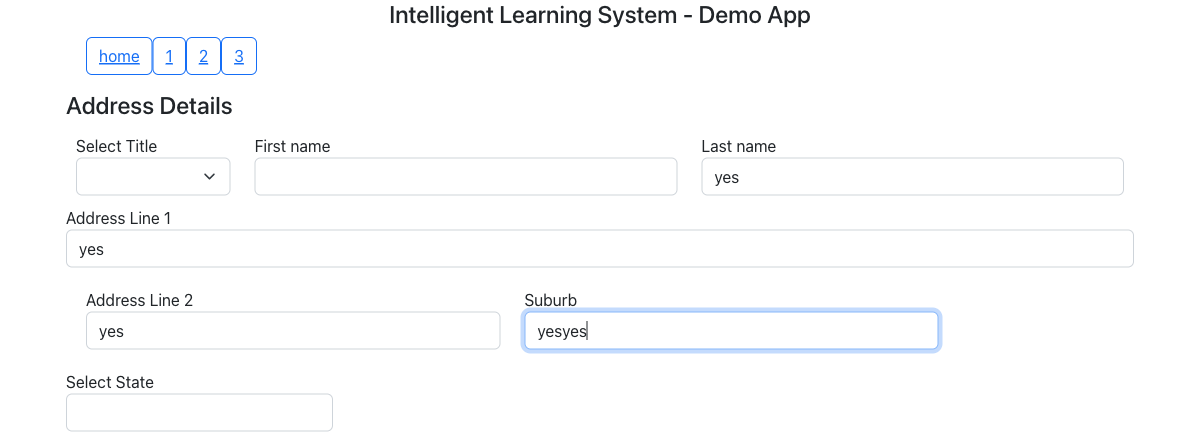 Intelligent Learning System - Demo App
home 1 2 3
Address Details
Select Title First name Last name
yes
Address Line 1
yes
Address Line 2 Suburb
yes yesyes
Select State